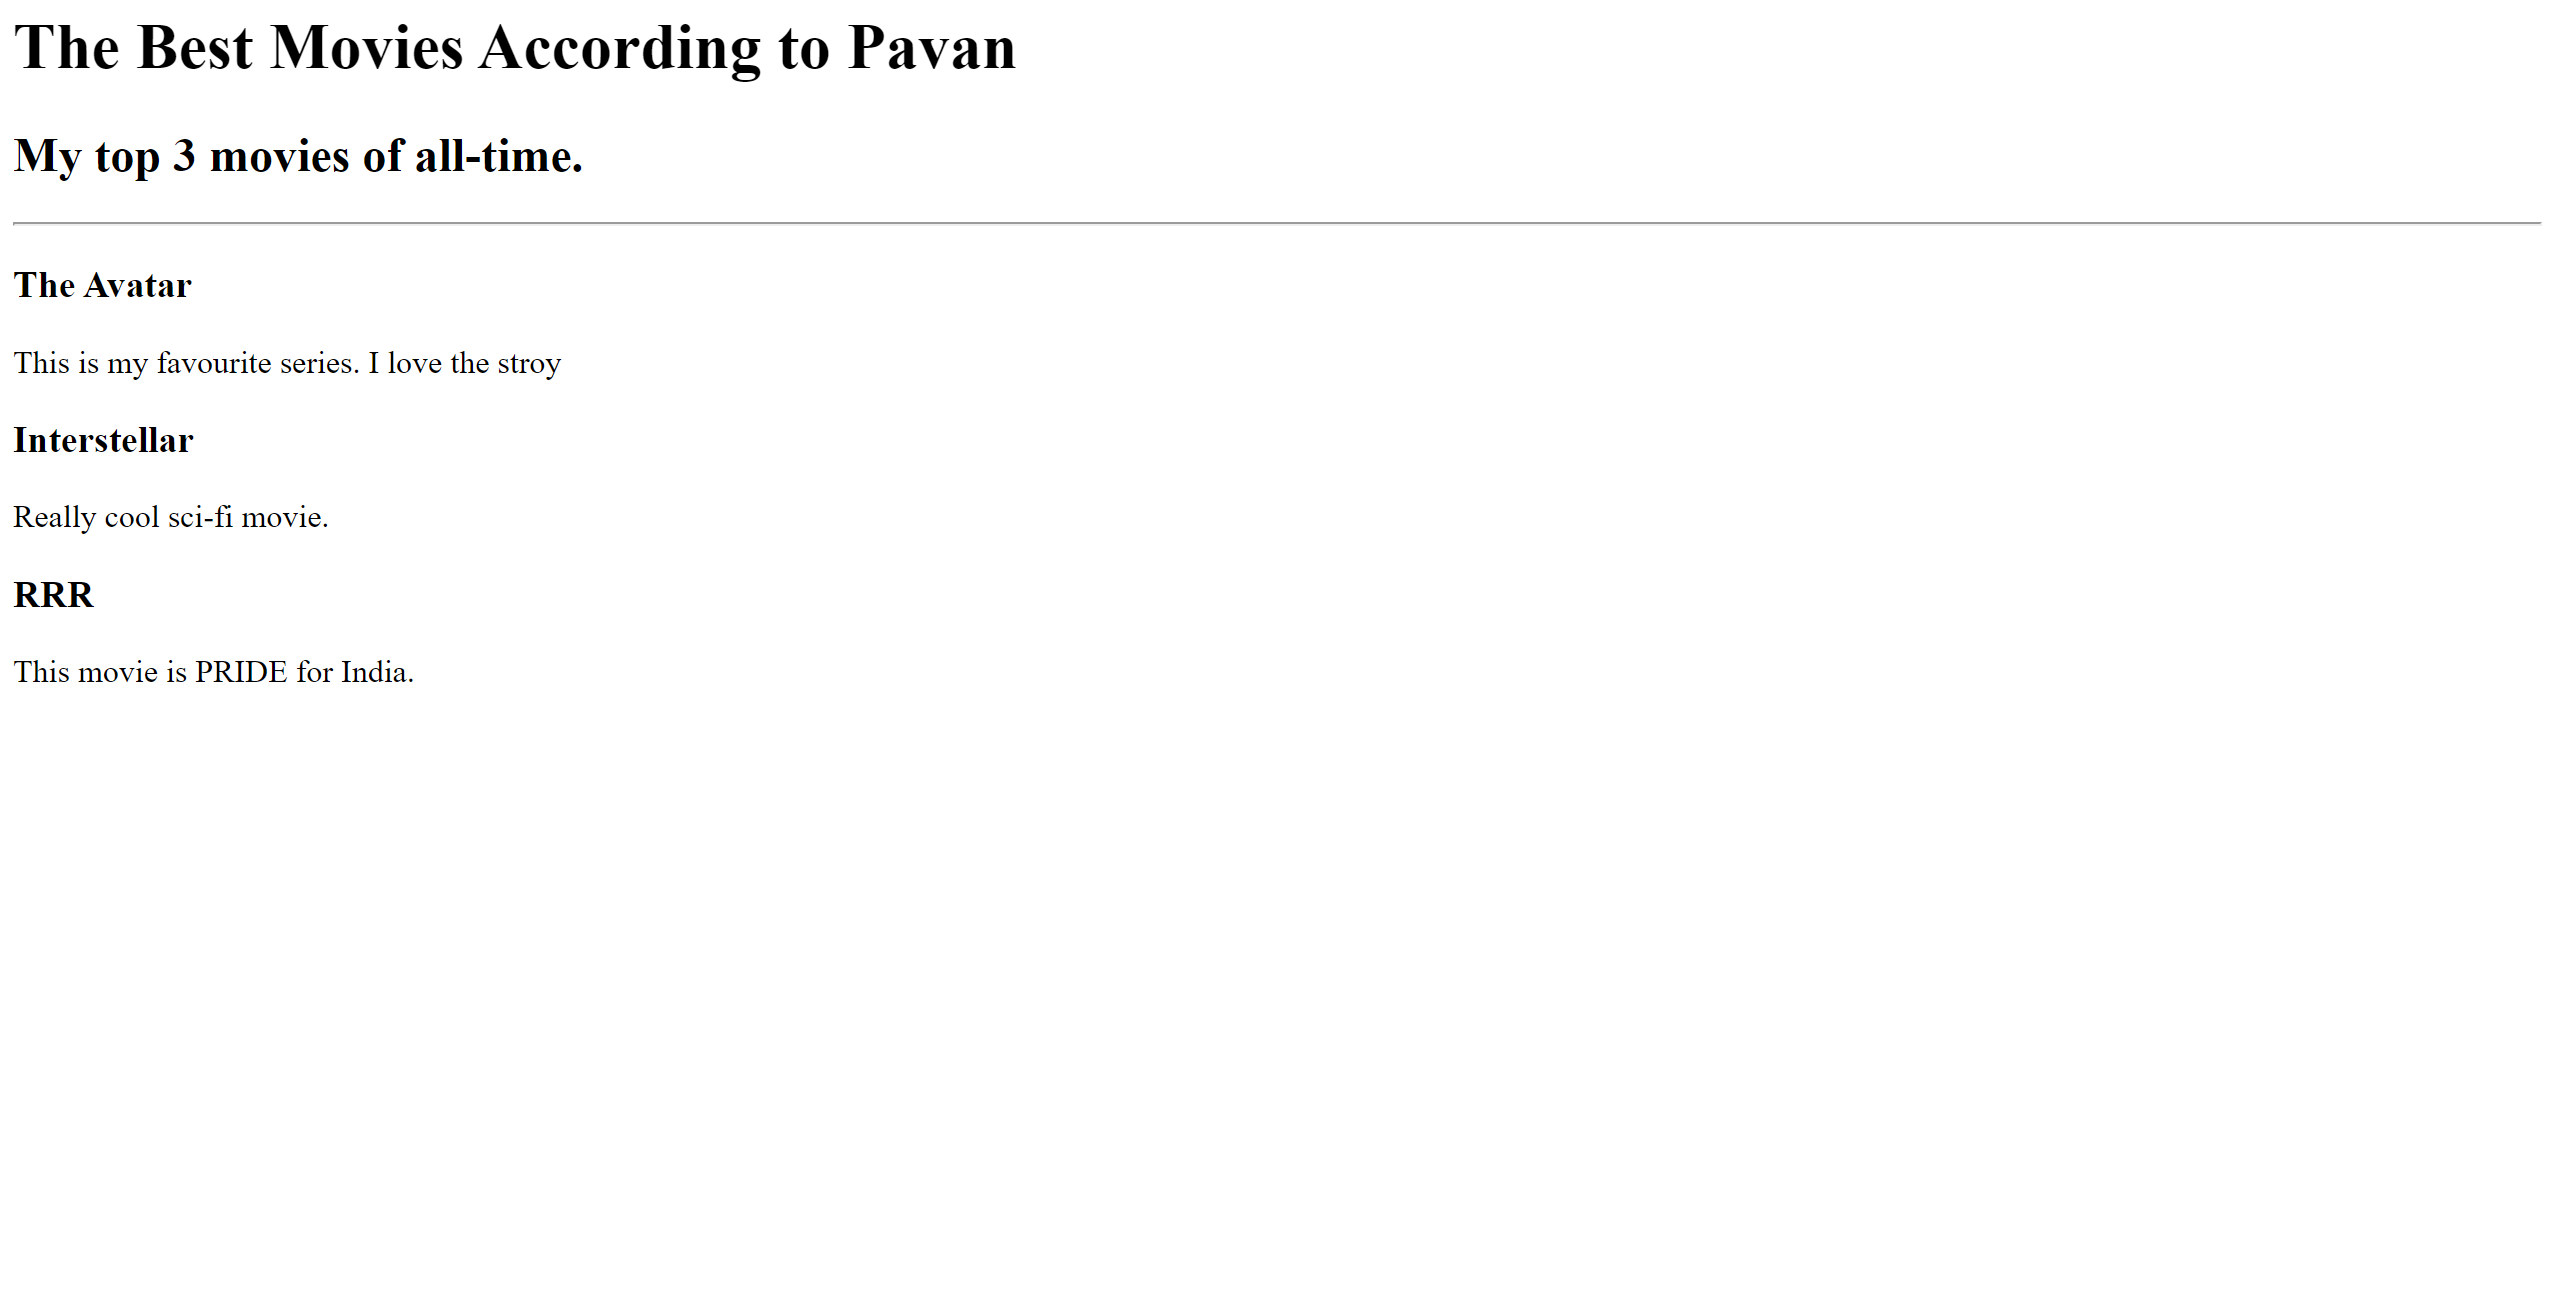 The Best Movies According to Pavan
My top 3 movies of all-time.
The Avatar
This is my favourite series. I love the stroy
Interstellar
Really cool sci-fi movie.
RRR
This movie is PRIDE for India.